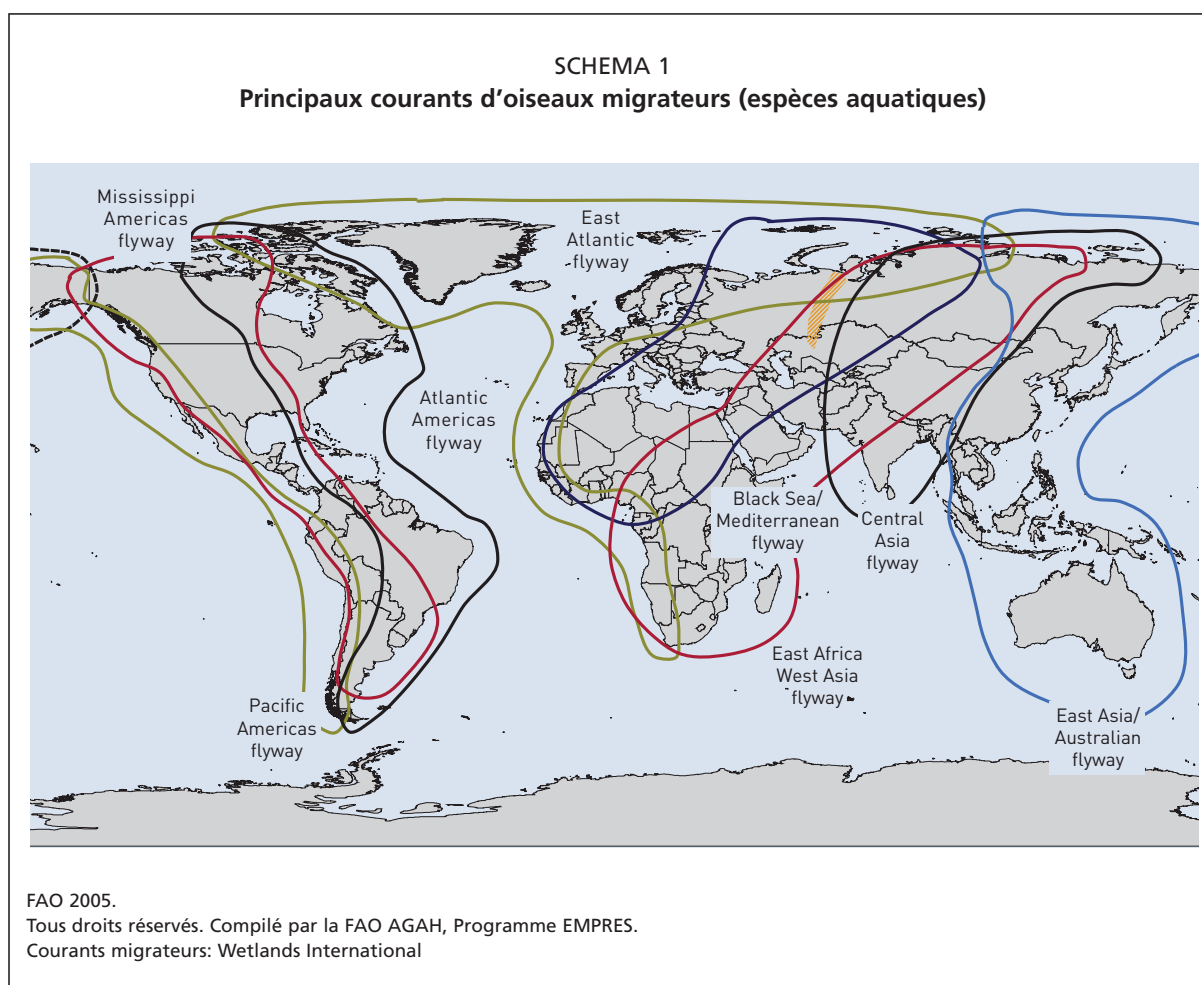 SCHEMA 1
Principaux courants d'oiseaux migrateurs (espèces aquatiques)
Mississippi
Americas
flyway
East
Atlantic
flyway
Atlantic
Americas
flyway
Black Sea/
Mediterranean
flyway
Central
Asia
flyway
East Africa
West Asia
flyway
Pacific
Americas
flyway
East Asia/
Australian
flyway
FAO 2005.
Tous droits réservés. Compilé par la FAO AGAH, Programme EMPRES.
Courants migrateurs: Wetlands International